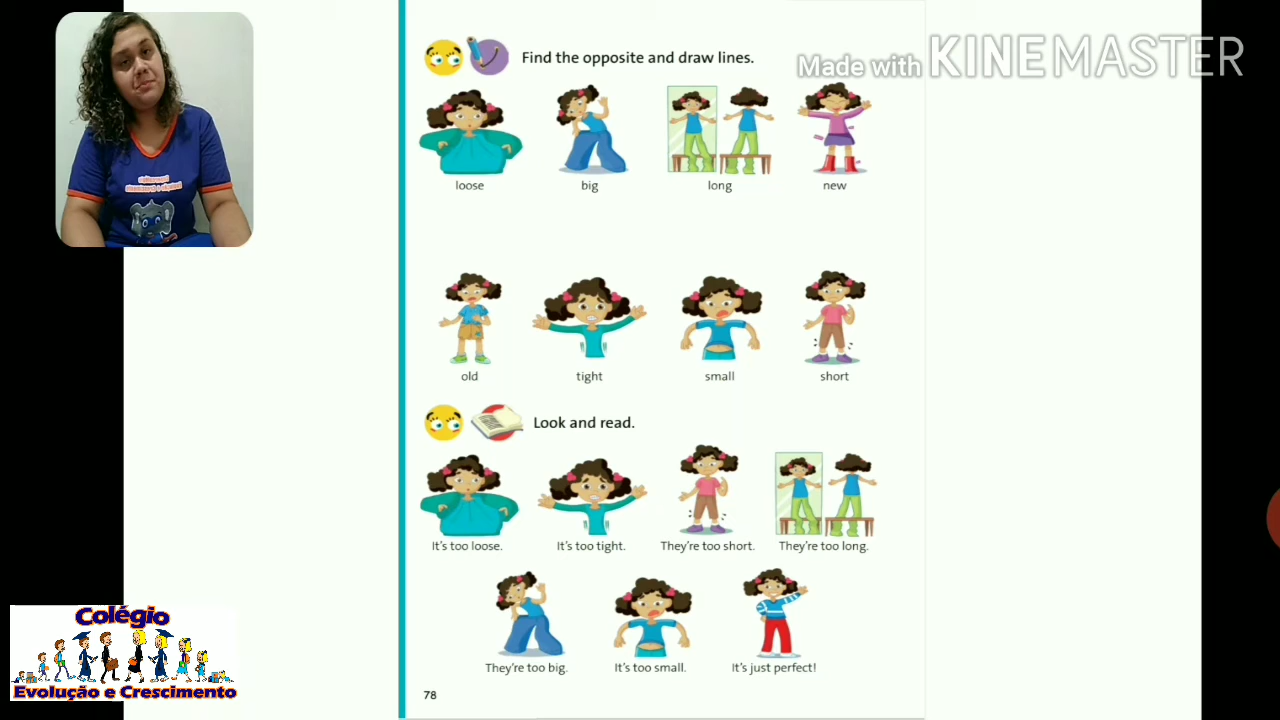 Find the opposite and draw lines.
Made with KINEMASTER
loose big long new
old tight small short
Look and read.
It's too loose. It's too tight. They're too short. They're too long.
They're too big. It's too small. It's just perfect!
78
Colégio
Evolução e Crescimento